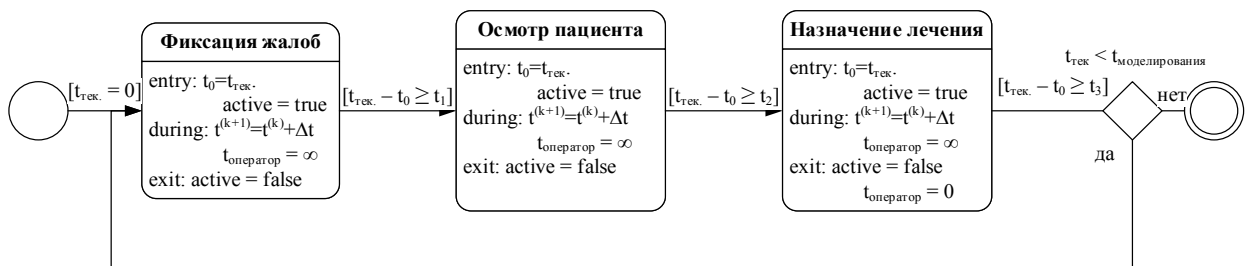 [tтек. = 0]
Фиксация жалоб
entry: t₀=tтек.
active = true
during: t⁽ᵏ⁺¹⁾=t⁽ᵏ⁾+Δt
tоператор = ∞
exit: active = false
[tтек. – t₀ ≥ t₁]
Осмотр пациента
entry: t₀=tтек.
active = true
during: t⁽ᵏ⁺¹⁾=t⁽ᵏ⁾+Δt
tоператор = ∞
exit: active = false
[tтек. – t₀ ≥ t₂]
Назначение лечения
entry: t₀=tтек.
active = true
during: t⁽ᵏ⁺¹⁾=t⁽ᵏ⁾+Δt
tоператор = ∞
exit: active = false
tоператор = 0
[tтек. – t₀ ≥ t₃]
tтек < tмоделирования
нет
да